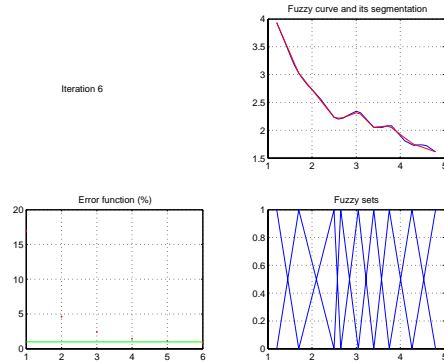 Fuzzy curve and its segmentation
4
3.5
3
2.5
2
1.5
1 2 3 4 5
Iteration 6
Error function (%)
20
15
10
5
0
1 2 3 4 5 6
Fuzzy sets
1
0.8
0.6
0.4
0.2
0
1 2 3 4 5